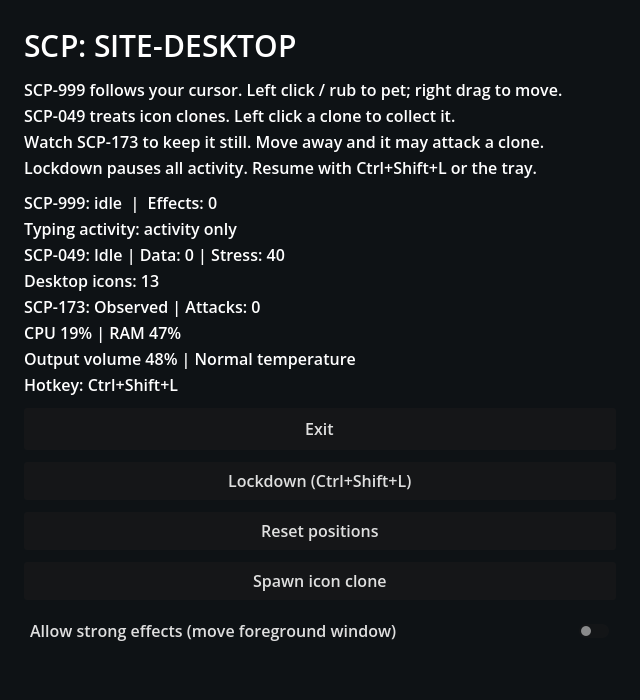 SCP: SITE-DESKTOP
SCP-999 follows your cursor. Left click / rub to pet; right drag to move.
SCP-049 treats icon clones. Left click a clone to collect it.
Watch SCP-173 to keep it still. Move away and it may attack a clone.
Lockdown pauses all activity. Resume with Ctrl+Shift+L or the tray.
SCP-999: idle | Effects: 0
Typing activity: activity only
SCP-049: Idle | Data: 0 | Stress: 40
Desktop icons: 13
SCP-173: Observed | Attacks: 0
CPU 19% | RAM 47%
Output volume 48% | Normal temperature
Hotkey: Ctrl+Shift+L
Exit
Lockdown (Ctrl+Shift+L)
Reset positions
Spawn icon clone
Allow strong effects (move foreground window)